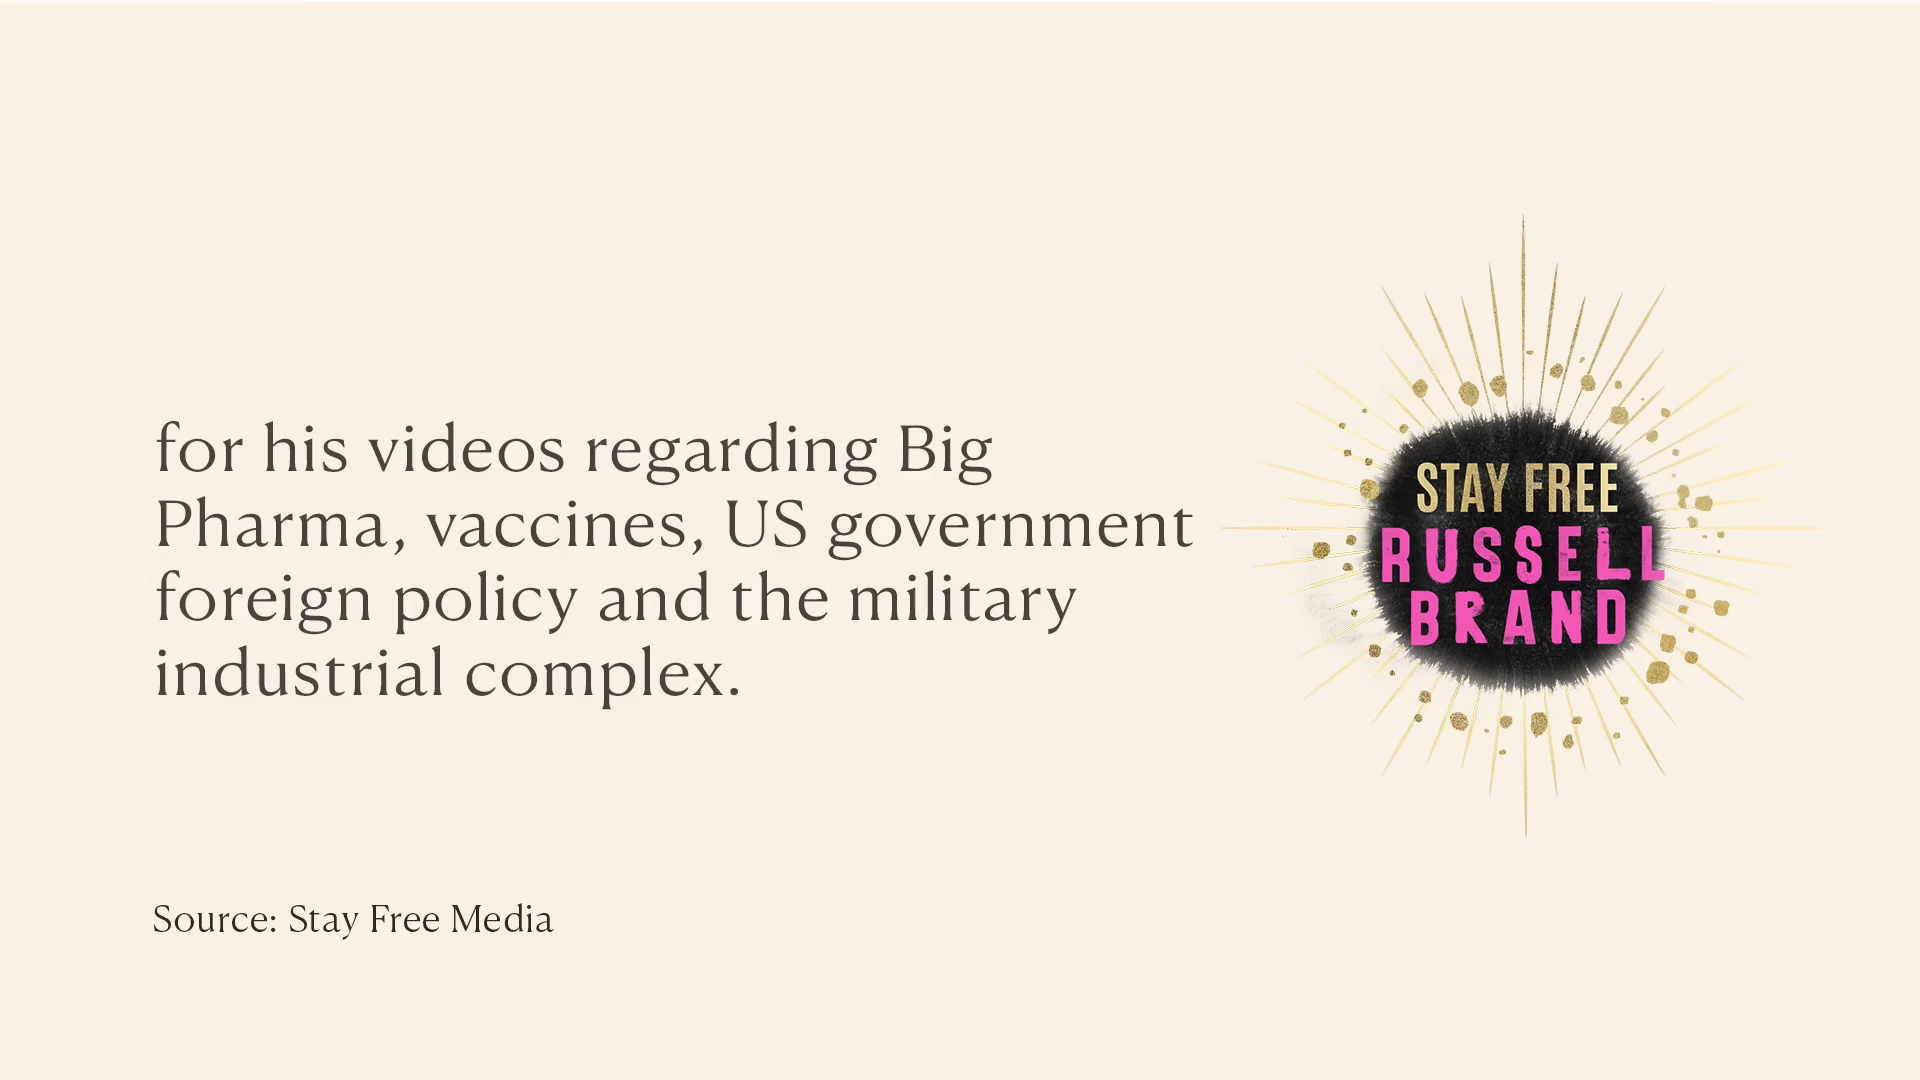 for his videos regarding Big
Pharma, vaccines, US government
foreign policy and the military
industrial complex.
STAY FREE
RUSSELL
BRAND
Source: Stay Free Media